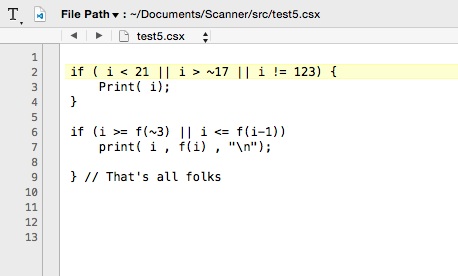 T File Path ▾ : ~/Documents/Scanner/src/test5.csx
test5.csx
1
2 if ( i < 21 || i > ~17 || i != 123) {
3     Print( i);
4 }
5
6 if (i >= f(~3) || i <= f(i-1))
7     print( i , f(i) , "\n");
8
9 } // That's all folks
10
11
12
13